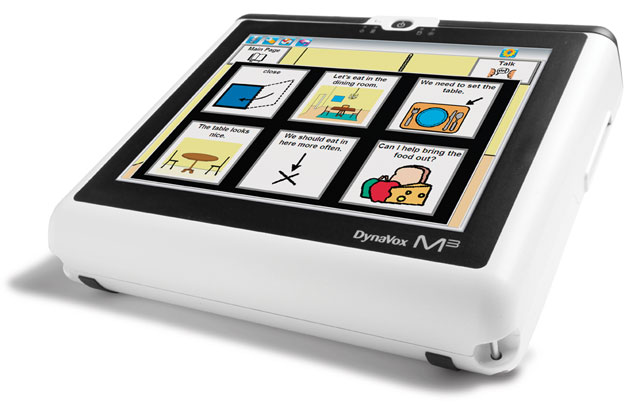 Main Page
Talk
close
Let's eat in the
dining room.
We need to set the
table.
The table looks
nice.
We should eat in
here more often.
Can I help bring the
food out?
DynaVox M3